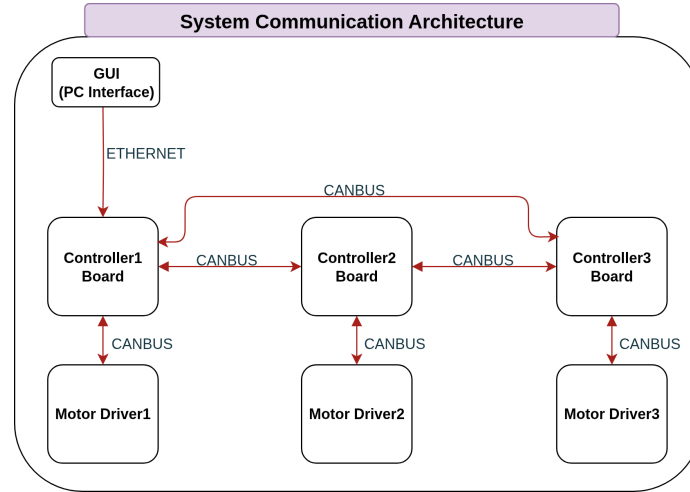 System Communication Architecture
GUI
(PC Interface)
ETHERNET
CANBUS
Controller1
Board
CANBUS
Controller2
Board
CANBUS
Controller3
Board
CANBUS
CANBUS
CANBUS
Motor Driver1
Motor Driver2
Motor Driver3